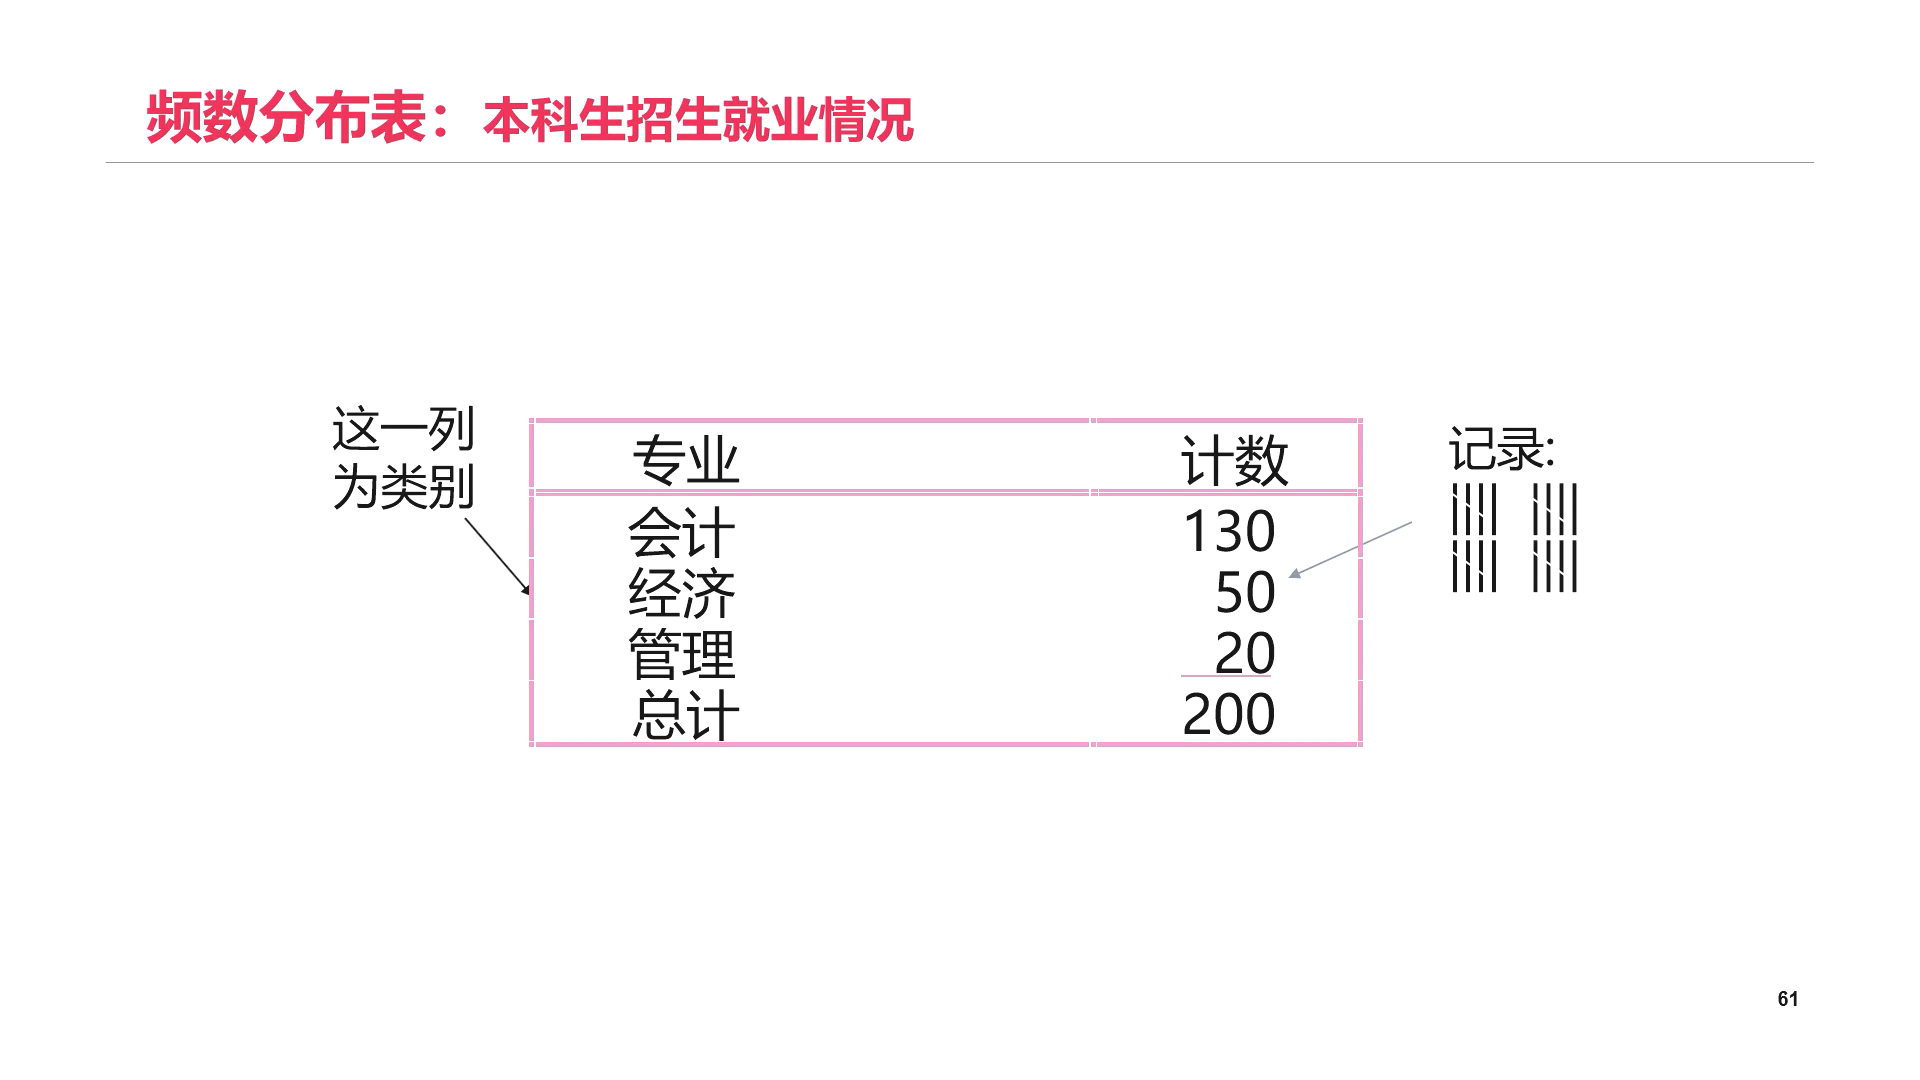 频数分布表：本科生招生就业情况
这一列
为类别
专业 计数
会计 130
经济 50
管理 20
总计 200
记录:
|||| ||||
|||| ||||
61